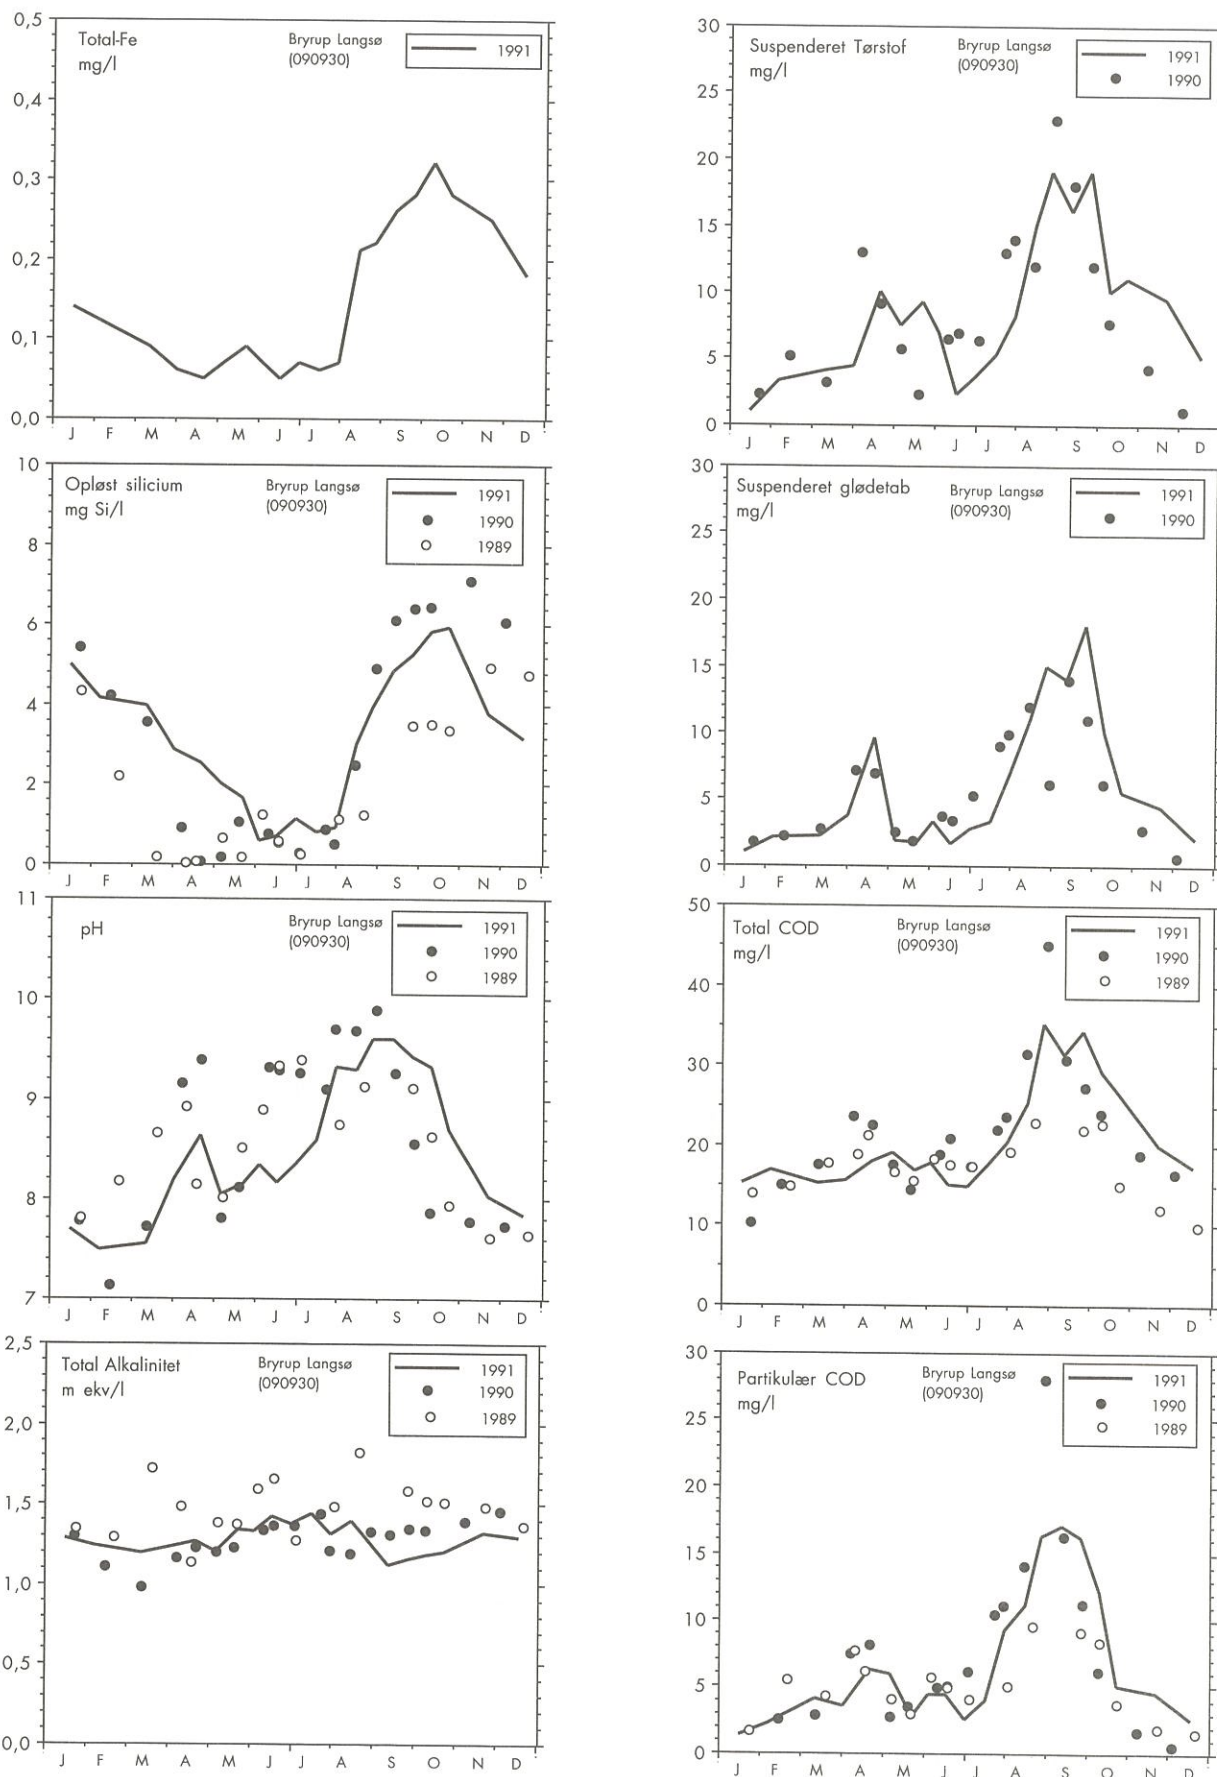 Total-Fe
mg/l
Bryrup Langsø
(090930)
1991
0,5
0,4
0,3
0,2
0,1
0,0
J F M A M J J A S O N D
Suspenderet Tørstof
mg/l
Bryrup Langsø
(090930)
1991
1990
30
25
20
15
10
5
0
J F M A M J J A S O N D
Opløst silicium
mg Si/l
Bryrup Langsø
(090930)
1991
1990
1989
10
8
6
4
2
0
J F M A M J J A S O N D
Suspenderet glødetab
mg/l
Bryrup Langsø
(090930)
1991
1990
30
25
20
15
10
5
0
J F M A M J J A S O N D
pH
Bryrup Langsø
(090930)
1991
1990
1989
11
10
9
8
7
J F M A M J J A S O N D
Total COD
mg/l
Bryrup Langsø
(090930)
1991
1990
1989
50
40
30
20
10
0
J F M A M J J A S O N D
Total Alkalinitet
m ekv/l
Bryrup Langsø
(090930)
1991
1990
1989
2,5
2,0
1,5
1,0
0,5
0,0
J F M A M J J A S O N D
Partikulær COD
mg/l
Bryrup Langsø
(090930)
1991
1990
1989
30
25
20
15
10
5
0
J F M A M J J A S O N D